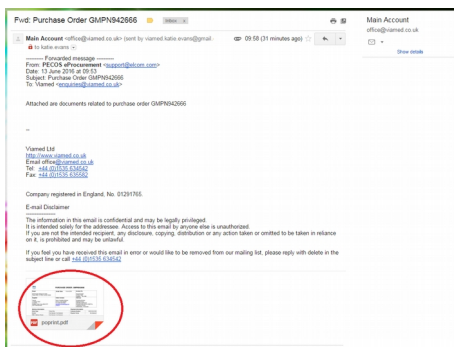 Fwd: Purchase Order GMPN942666
Inbox x
Main Account <office@viamed.co.uk> (sent by viamed.katie.evans@gmail.
09:58 (31 minutes ago)
to katie.evans
---------- Forwarded message ----------
From: PECOS eProcurement <support@elcom.com>
Date: 13 June 2016 at 09:53
Subject: Purchase Order GMPN942666
To: Viamed <enquiries@viamed.co.uk>
Attached are documents related to purchase order GMPN942666
--
Viamed Ltd
http://www.viamed.co.uk
Email office@viamed.co.uk
Tel: +44 (0)1535 634542
Fax: +44 (0)1535 635582
Company registered in England, No. 01291765.
E-mail Disclaimer
The information in this email is confidential and may be legally privileged.
It is intended solely for the addressee. Access to this email by anyone else is unauthorized.
If you are not the intended recipient, any disclosure, copying, distribution or any action taken or omitted to be taken in reliance
on it, is prohibited and may be unlawful.
If you feel you have received this email in error or would like to be removed from our mailing list, please reply with delete in the
subject line or call +44 (0)1535 634542
poprint.pdf
Main Account
office@viamed.co.uk
Show details